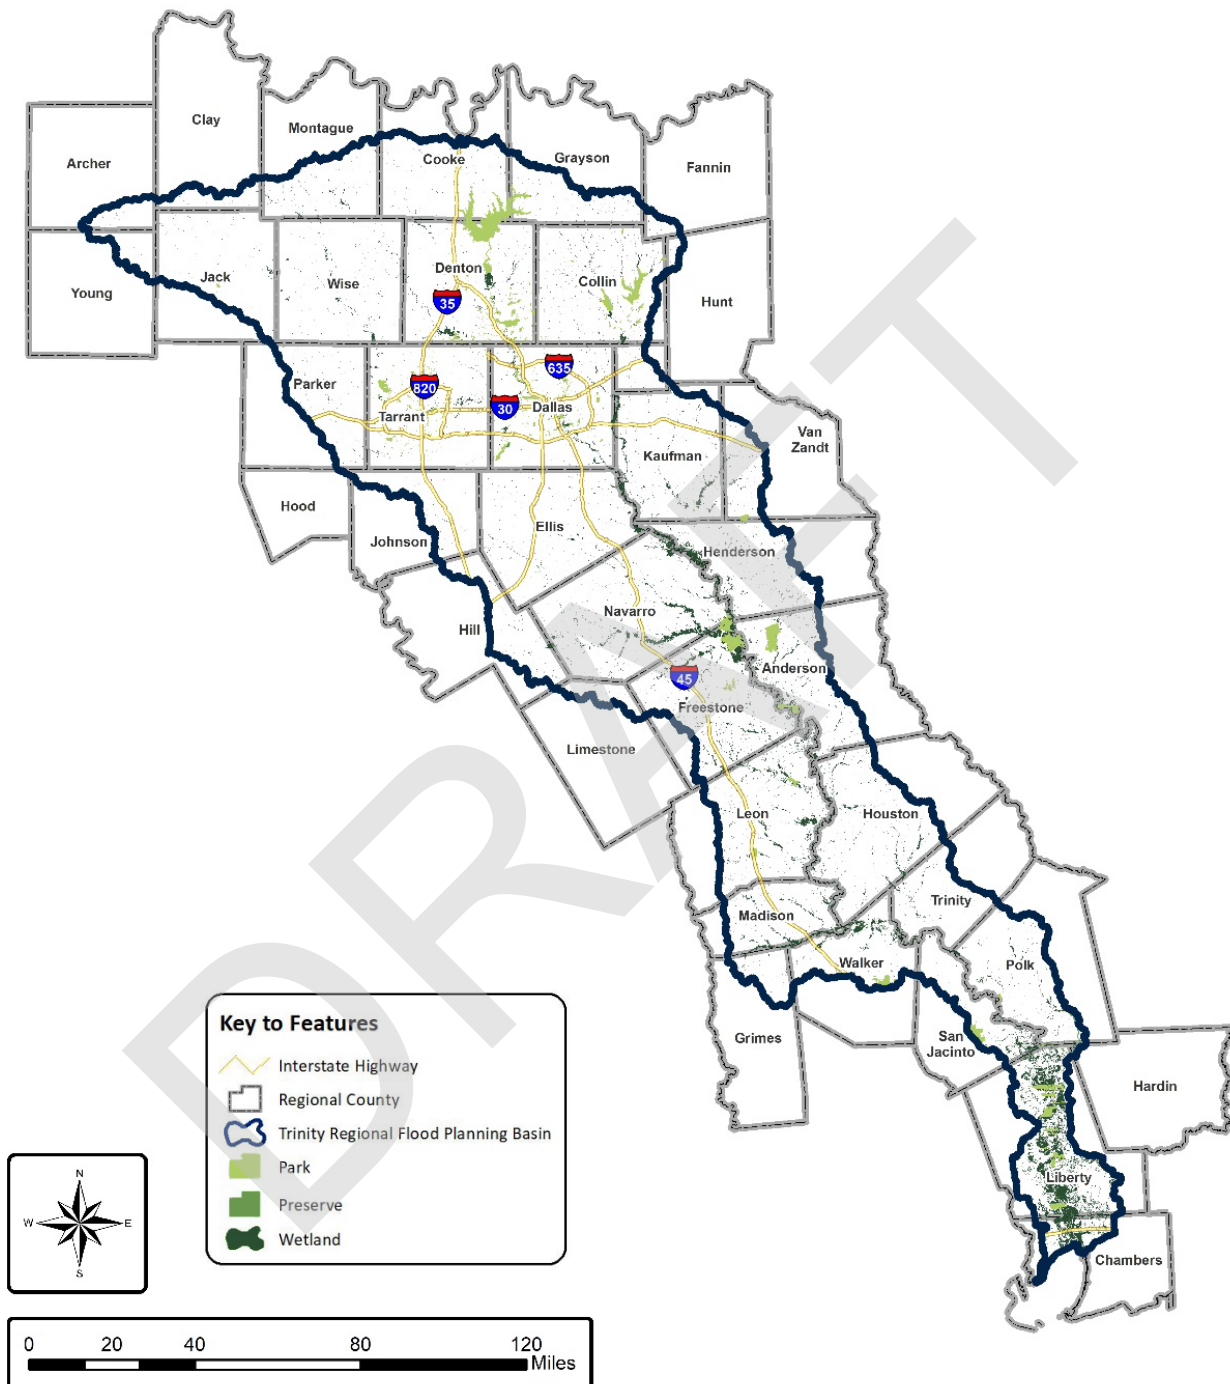 Clay
Montague
Archer
Cooke
Grayson
Fannin
Young
Jack
Wise
Denton
Collin
Hunt
35
635
820
30
Parker
Tarrant
Dallas
Van
Zandt
Kaufman
Hood
Johnson
Ellis
Henderson
Hill
Navarro
Anderson
45
Freestone
Limestone
Leon
Houston
Madison
Trinity
Walker
Polk
Grimes
San
Jacinto
Hardin
Liberty
Chambers
DRAFT
Key to Features
Interstate Highway
Regional County
Trinity Regional Flood Planning Basin
Park
Preserve
Wetland
N
W E
S
0 20 40 80 120
Miles